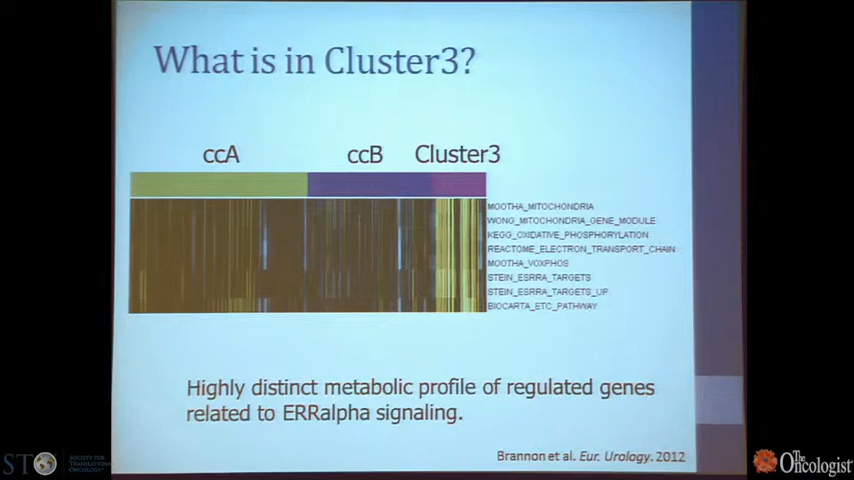 What is in Cluster3?
ccA ccB Cluster3
MOOTHA_MITOCHONDRIA
WONG_MITOCHONDRIA_GENE_MODULE
KEGG_OXIDATIVE_PHOSPHORYLATION
REACTOME_ELECTRON_TRANSPORT_CHAIN
MOOTHA_VOXPHOS
STEIN_ESRRA_TARGETS
STEIN_ESRRA_TARGETS_UP
BIOCARTA_ETC_PATHWAY
Highly distinct metabolic profile of regulated genes
related to ERRalpha signaling.
Brannon et al. Eur. Urology. 2012
STO
SOCIETY FOR
TRANSLATIONAL
ONCOLOGY
The
Oncologist